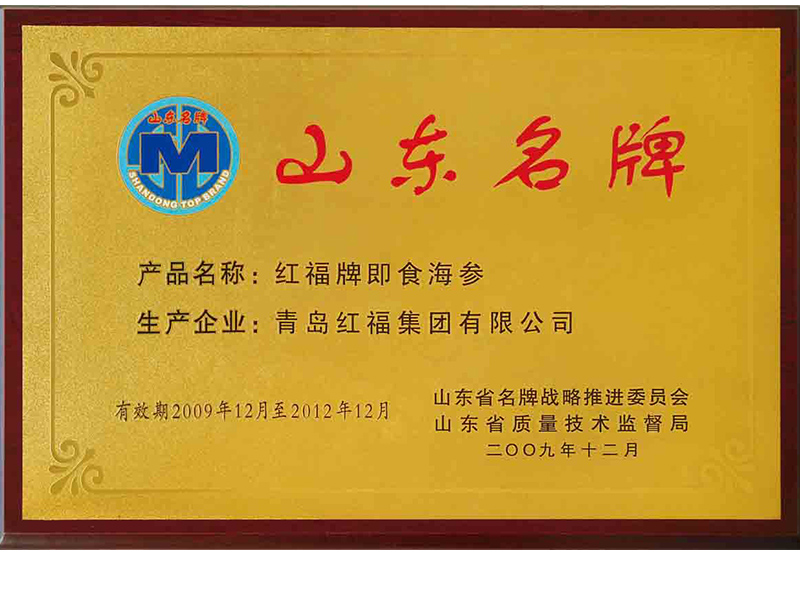 山东名牌
M
SHANDONG TOP BRAND
山东名牌
产品名称：红福牌即食海参
生产企业：青岛红福集团有限公司
有效期2009年12月至2012年12月
山东省名牌战略推进委员会
山东省质量技术监督局
二〇〇九年十二月